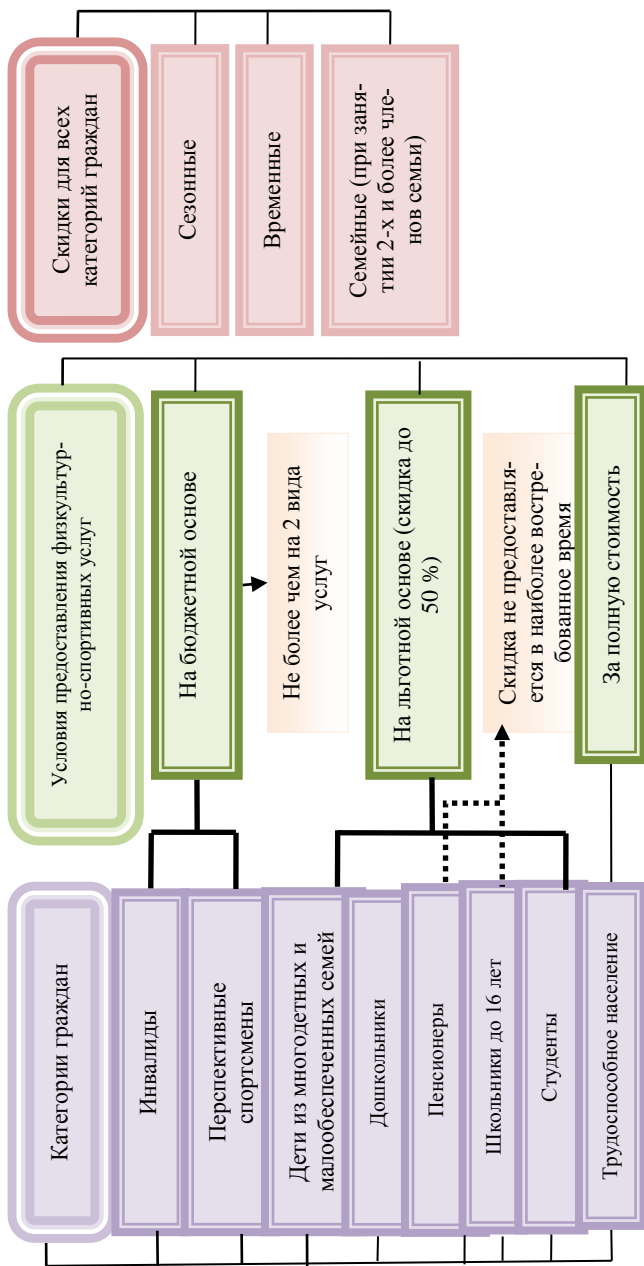 Категории граждан
Инвалиды
Перспективные
спортсмены
Дети из многодетных и
малообеспеченных семей
Дошкольники
Пенсионеры
Школьники до 16 лет
Студенты
Трудоспособное население
Условия предоставления физкультур-
но-спортивных услуг
На бюджетной основе
Не более чем на 2 вида
услуг
На льготной основе (скидка до
50 %)
Скидка не предоставля-
ется в наиболее востре-
бованное время
За полную стоимость
Скидки для всех
категорий граждан
Сезонные
Временные
Семейные (при заня-
тии 2-х и более чле-
нов семьи)